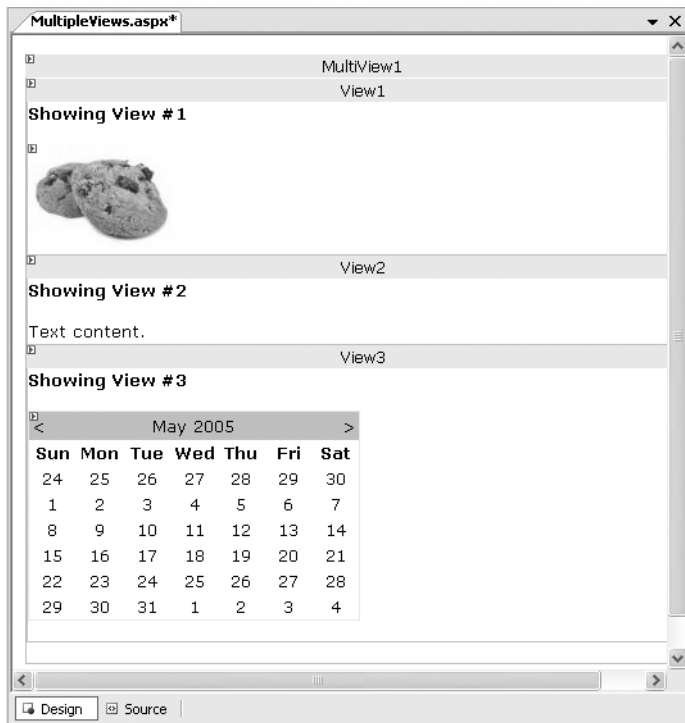 MultipleViews.aspx*
MultiView1
View1
Showing View #1
View2
Showing View #2
Text content.
View3
Showing View #3
< May 2005 >
Sun Mon Tue Wed Thu Fri Sat
24 25 26 27 28 29 30
1 2 3 4 5 6 7
8 9 10 11 12 13 14
15 16 17 18 19 20 21
22 23 24 25 26 27 28
29 30 31 1 2 3 4
Design Source